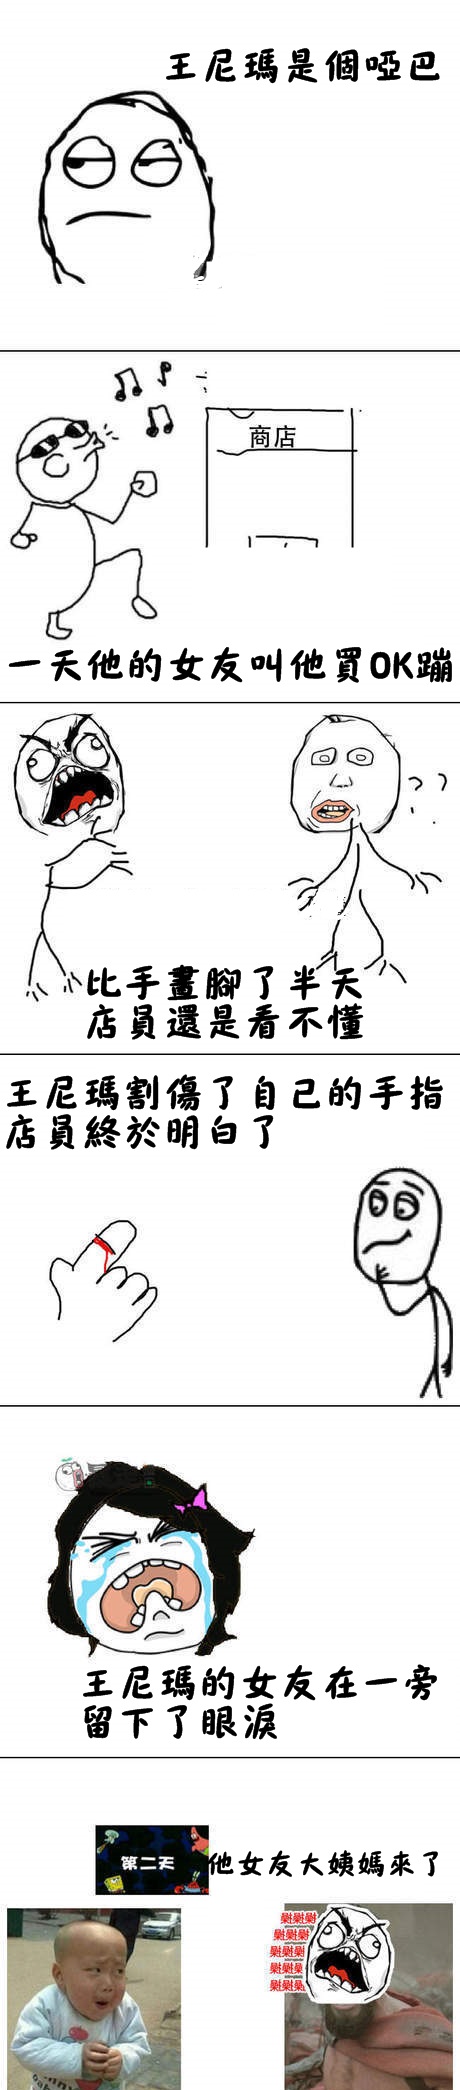 王尼瑪是個啞巴
商店
一天他的女友叫他買OK蹦
??
比手畫腳了半天
店員還是看不懂
王尼瑪割傷了自己的手指
店員終於明白了
王尼瑪的女友在一旁
留下了眼淚
第二天
他女友大姨媽來了